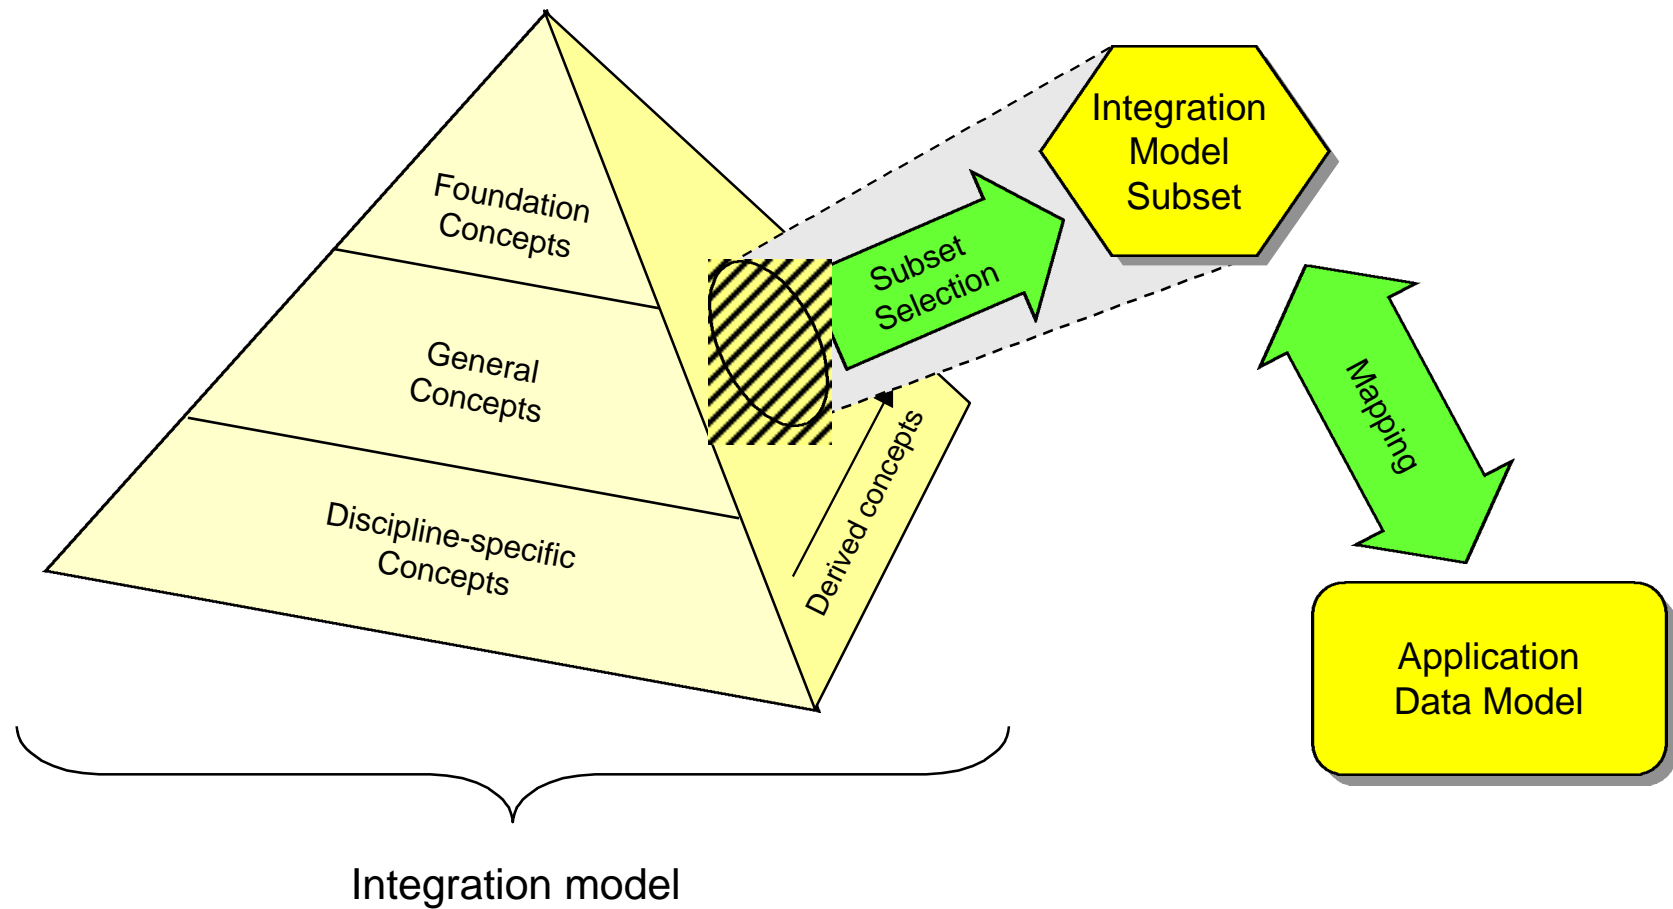 Foundation
Concepts
General
Concepts
Discipline-specific
Concepts
Derived concepts
Subset
Selection
Integration
Model
Subset
Mapping
Application
Data Model
Integration model